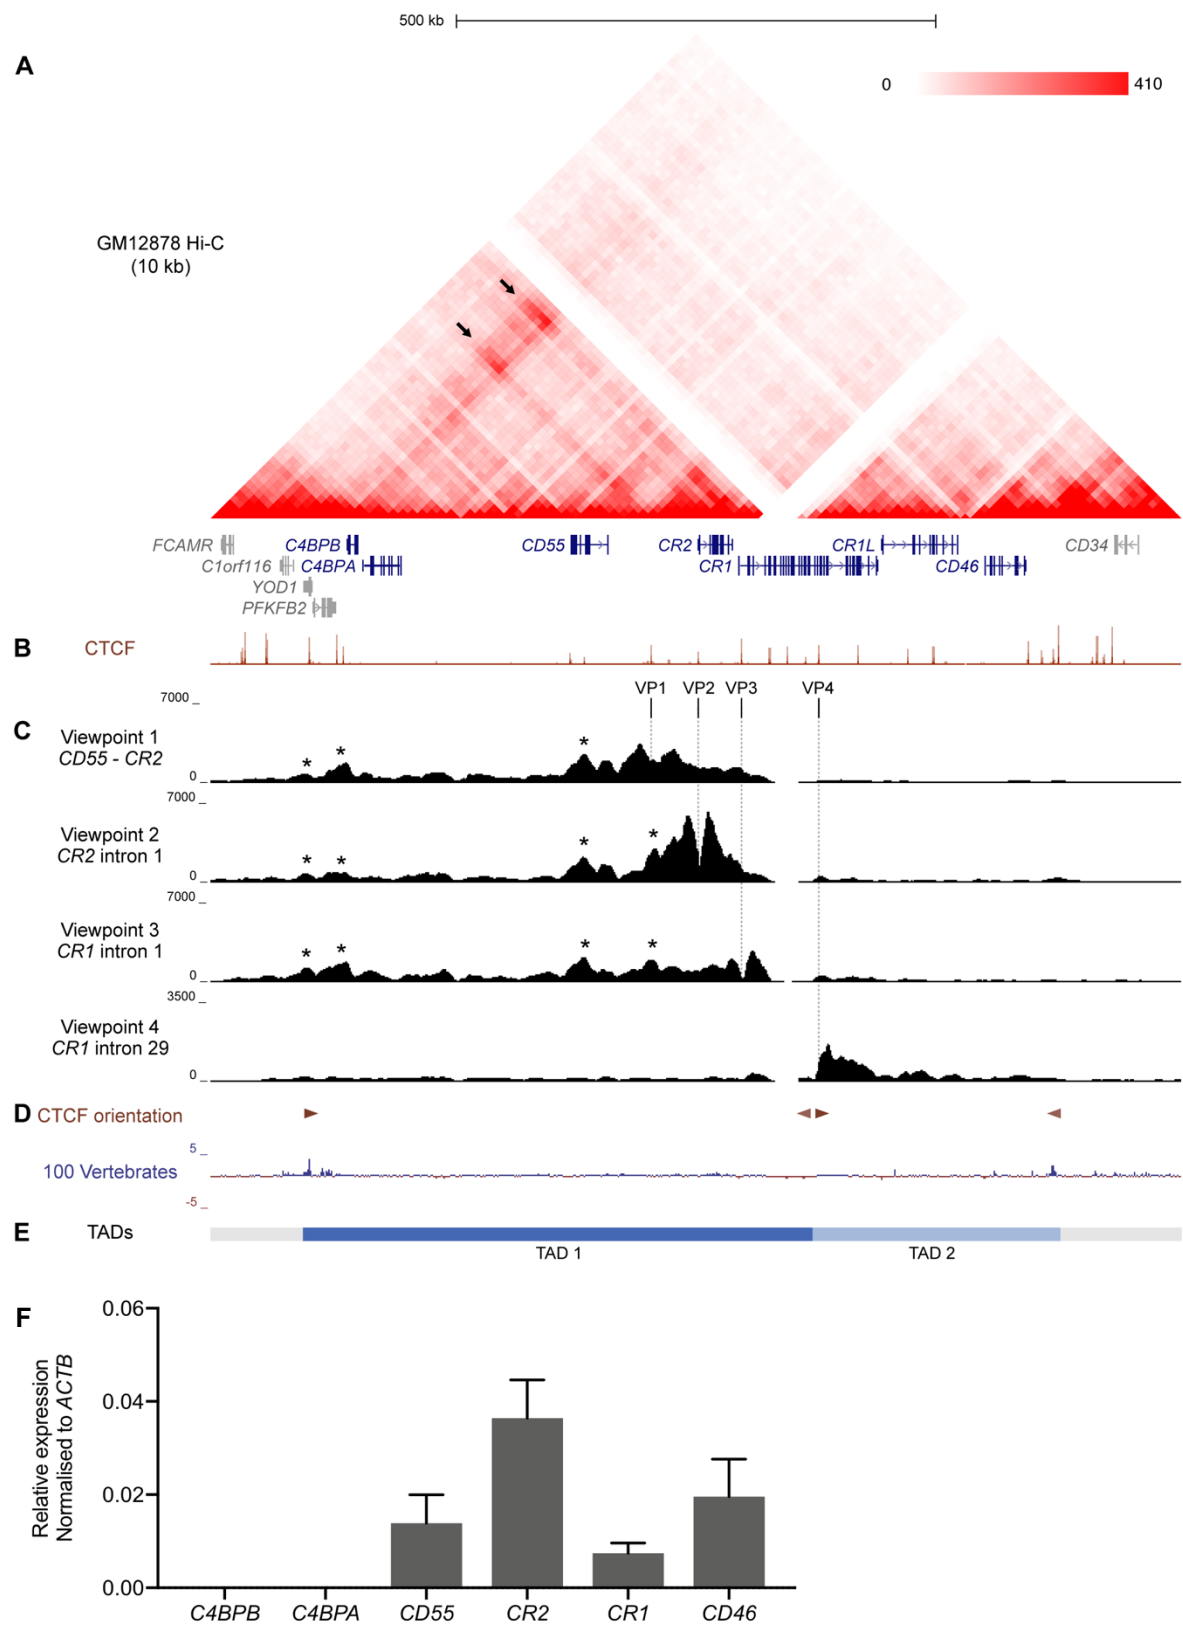 500 kb
A
0
410
GM12878 Hi-C
(10 kb)
FCAMR
C4BPB
CD55
CR2
CR1L
CD34
C1orf116
C4BPA
CR1
CD46
YOD1
PFKFB2
B
CTCF
VP1
VP2
VP3
VP4
C
7000
Viewpoint 1
CD55 - CR2
*
*
*
0
7000
Viewpoint 2
CR2 intron 1
*
*
*
*
0
7000
Viewpoint 3
CR1 intron 1
*
*
*
*
0
3500
Viewpoint 4
CR1 intron 29
0
D
CTCF orientation
5
100 Vertebrates
-5
E
TADs
TAD 1
TAD 2
F
Relative expression
Normalised to ACTB
0.06
0.04
0.02
0.00
C4BPB
C4BPA
CD55
CR2
CR1
CD46